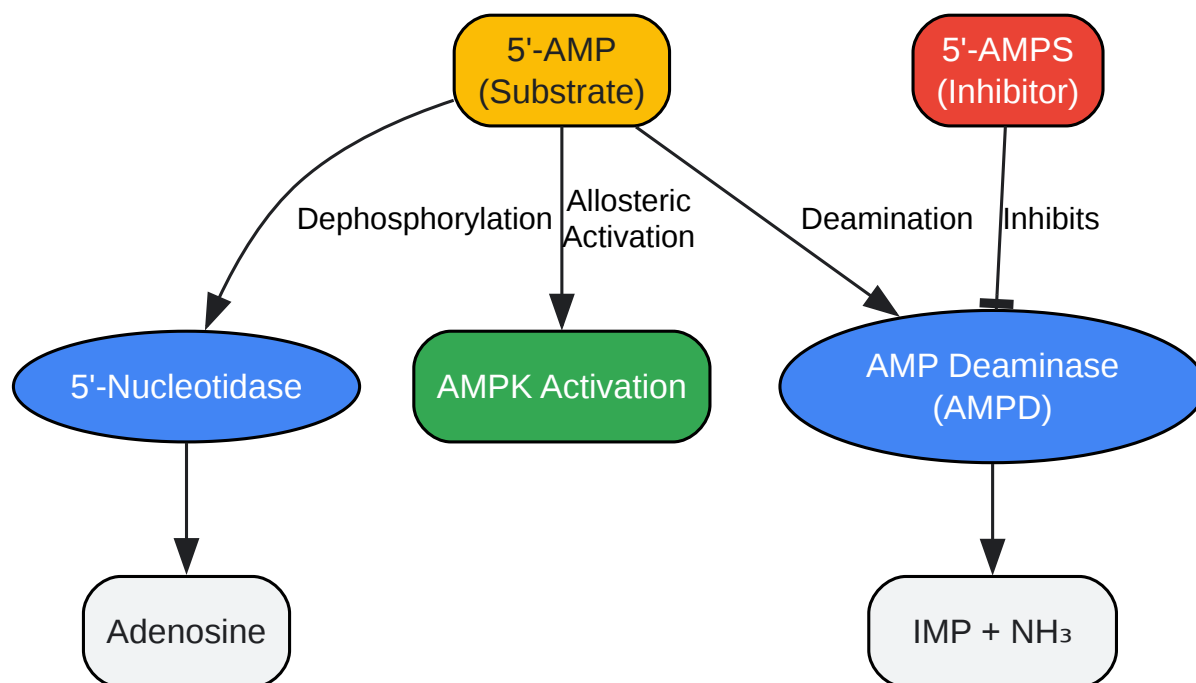 5'-AMP
(Substrate)
5'-AMPS
(Inhibitor)
Dephosphorylation
Allosteric
Activation
Deamination
Inhibits
5'-Nucleotidase
AMPK Activation
AMP Deaminase
(AMPD)
Adenosine
IMP + NH₃